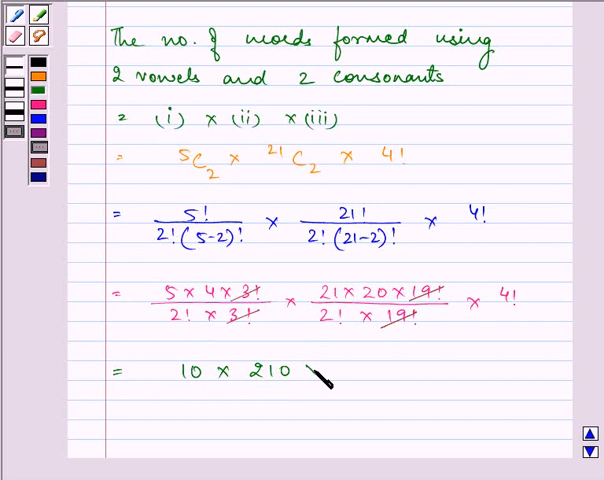 The no. of words formed using
2 vowels and 2 consonants
= (i) × (ii) × (iii)
= ⁵C₂ × ²¹C₂ × 4!
= 5! / 2!(5-2)! × 21! / 2!(21-2)! × 4!
= 5 × 4 × 3! / 2! × 3! × 21 × 20 × 19! / 2! × 19! × 4!
= 10 × 210 ×